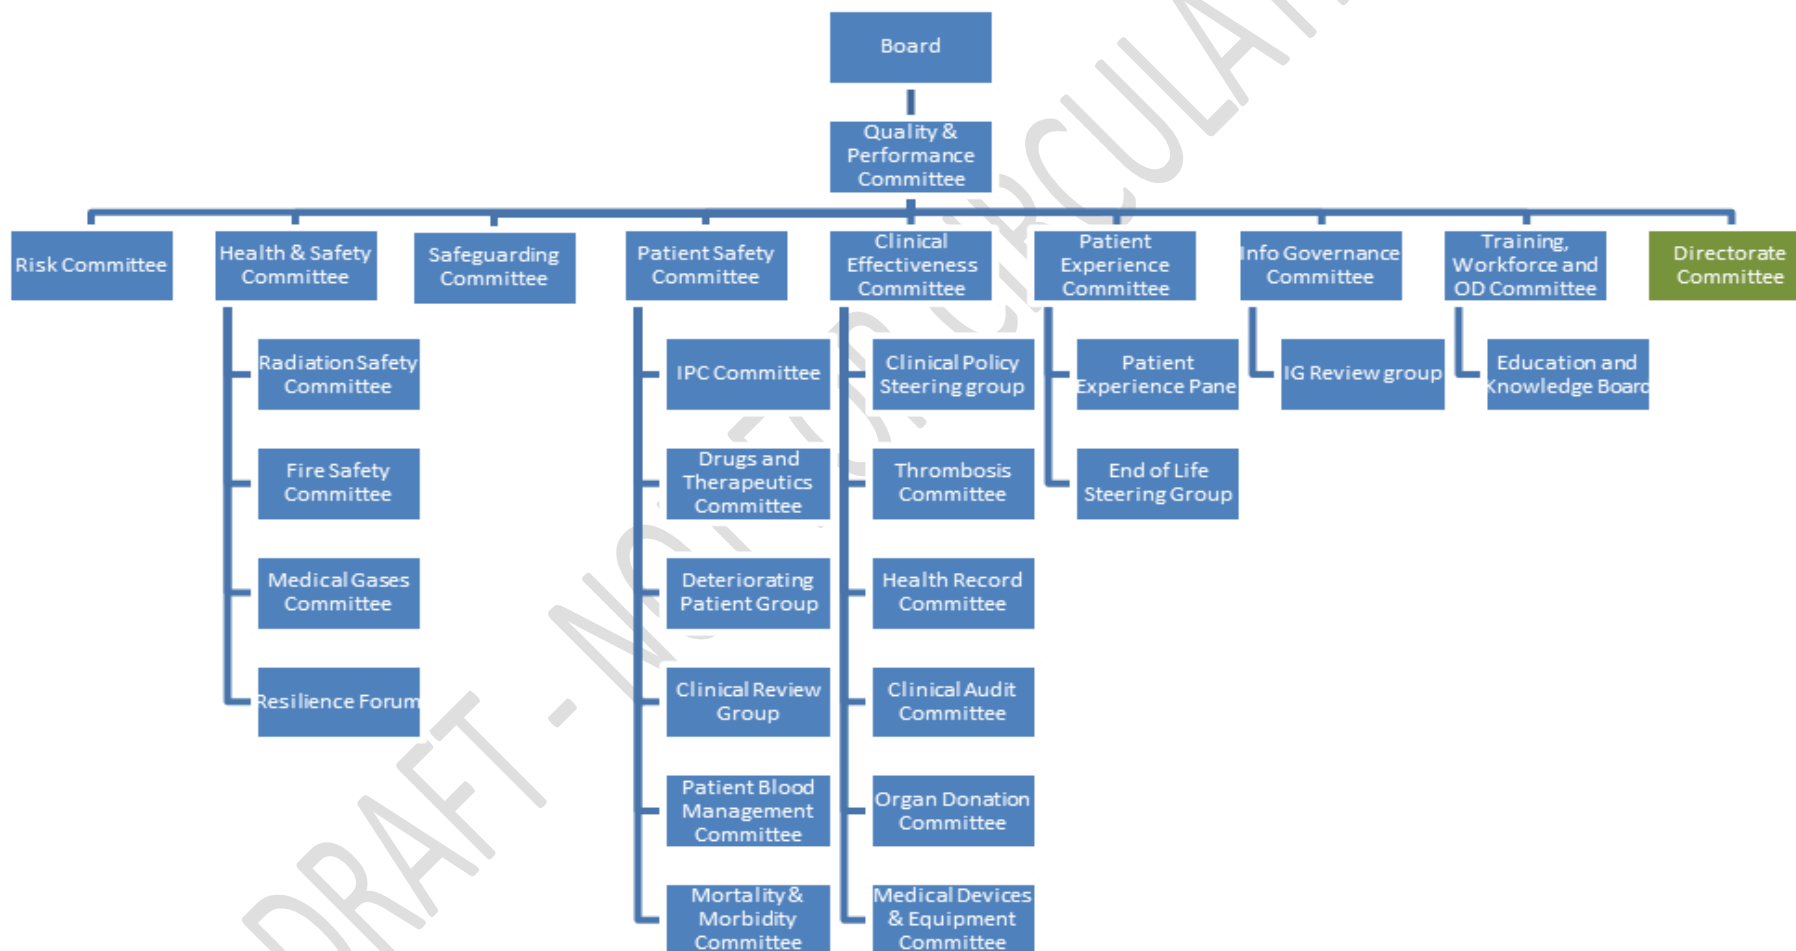 Board
Quality &
Performance
Committee
Risk Committee
Health & Safety
Committee
Safeguarding
Committee
Patient Safety
Committee
Clinical
Effectiveness
Committee
Patient
Experience
Committee
Info Governance
Committee
Training,
Workforce and
OD Committee
Directorate
Committee
Radiation Safety
Committee
Fire Safety
Committee
Medical Gases
Committee
Resilience Forum
IPC Committee
Drugs and
Therapeutics
Committee
Deteriorating
Patient Group
Clinical Review
Group
Patient Blood
Management
Committee
Mortality &
Morbidity
Committee
Clinical Policy
Steering group
Thrombosis
Committee
Health Record
Committee
Clinical Audit
Committee
Organ Donation
Committee
Medical Devices
& Equipment
Committee
Patient
Experience Pane
End of Life
Steering Group
IG Review group
Education and
Knowledge Board
DRAFT - NOT FOR CIRCULAT